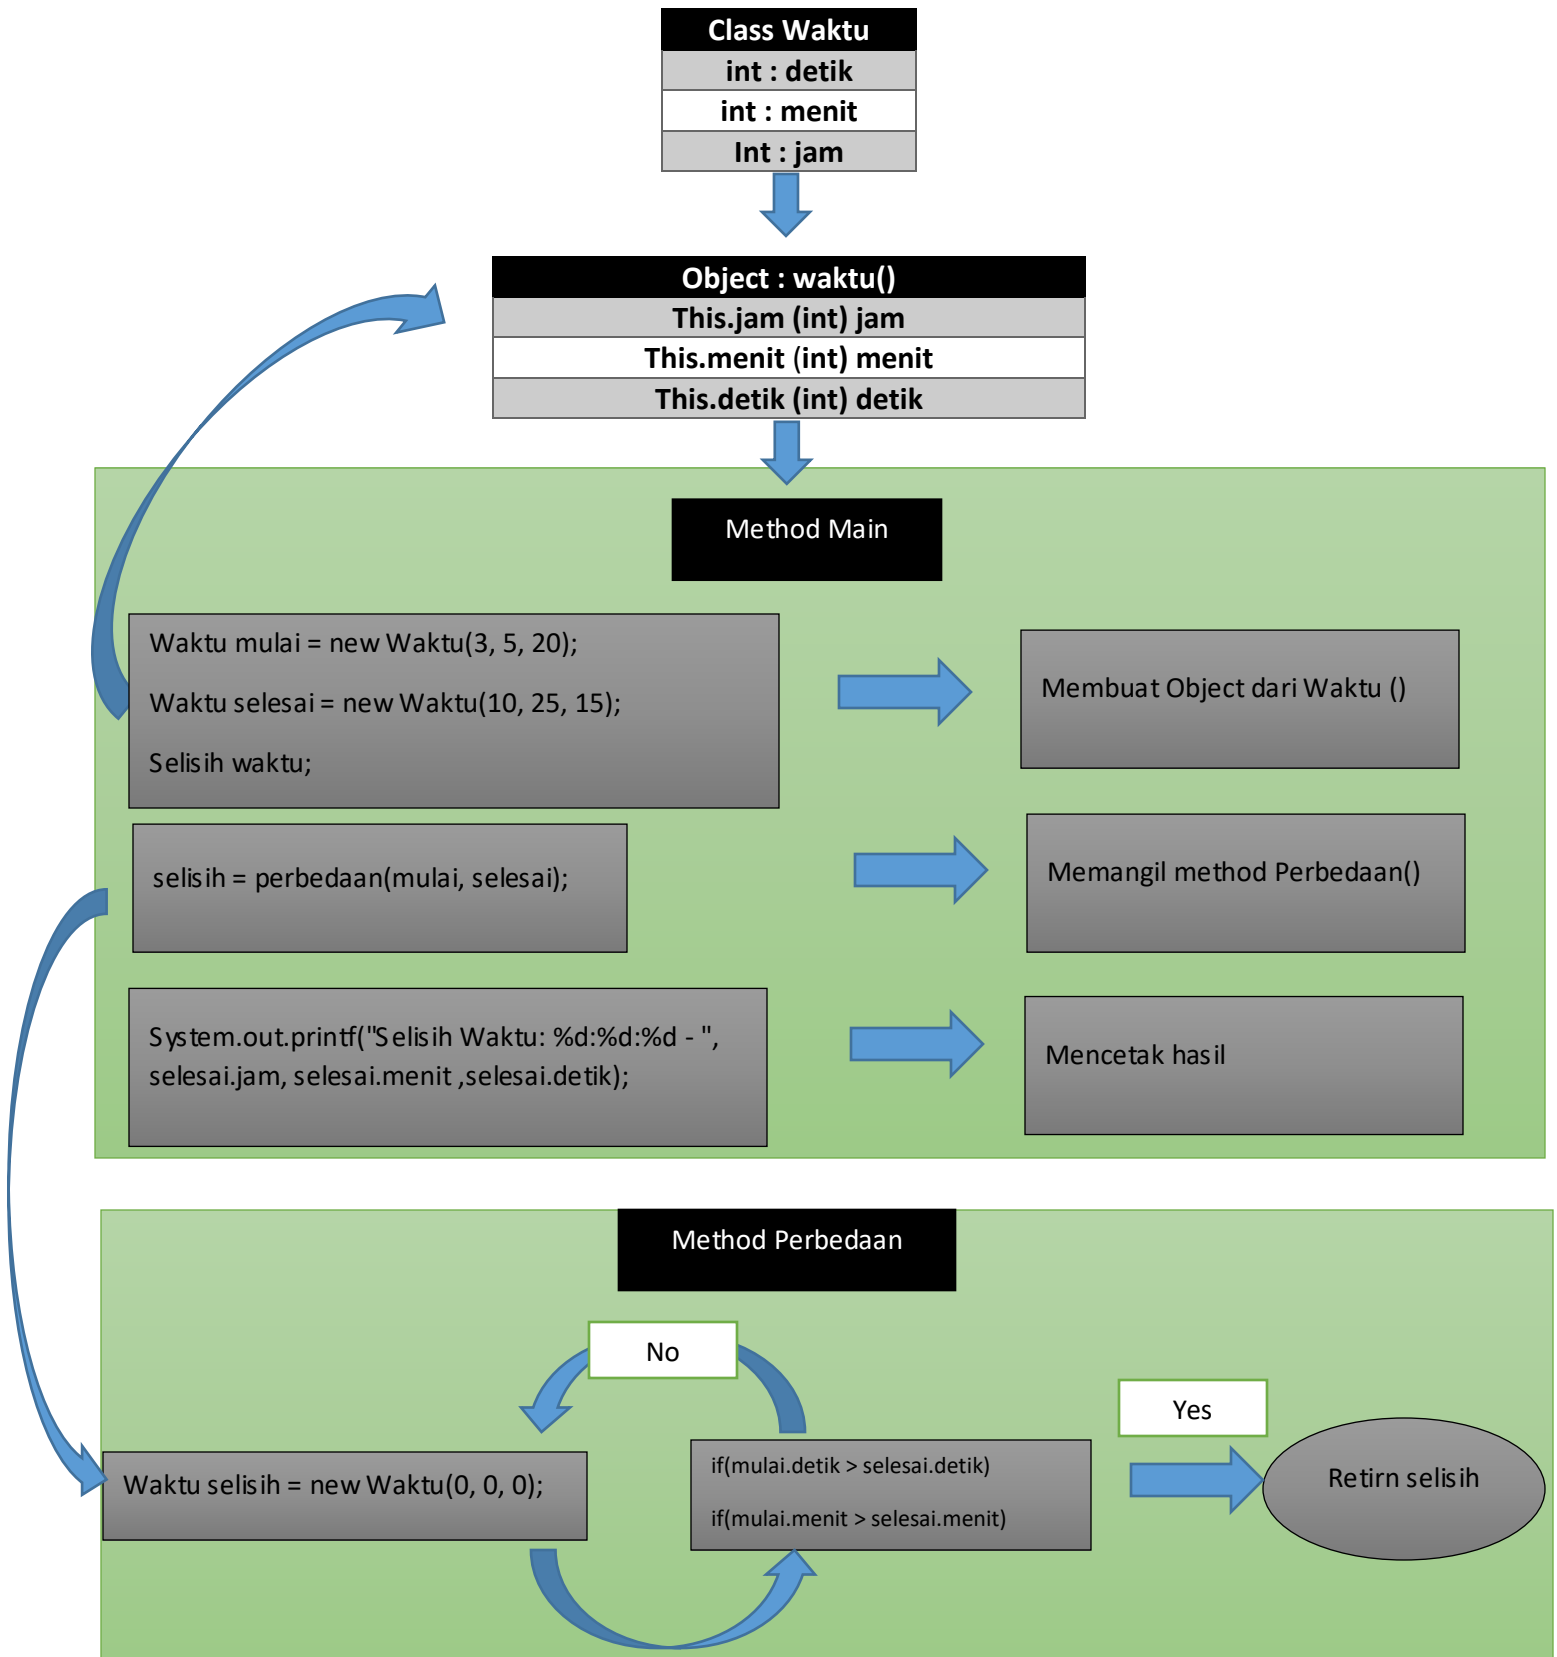 Class Waktu
int : detik
int : menit
Int : jam
Object : waktu()
This.jam (int) jam
This.menit (int) menit
This.detik (int) detik
Method Main
Waktu mulai = new Waktu(3, 5, 20);
Waktu selesai = new Waktu(10, 25, 15);
Selisih waktu;
Membuat Object dari Waktu ()
selisih = perbedaan(mulai, selesai);
Memangil method Perbedaan()
System.out.printf("Selisih Waktu: %d:%d:%d - ",
selesai.jam, selesai.menit ,selesai.detik);
Mencetak hasil
Method Perbedaan
No
Yes
Waktu selisih = new Waktu(0, 0, 0);
if(mulai.detik > selesai.detik)
if(mulai.menit > selesai.menit)
Retirn selisih